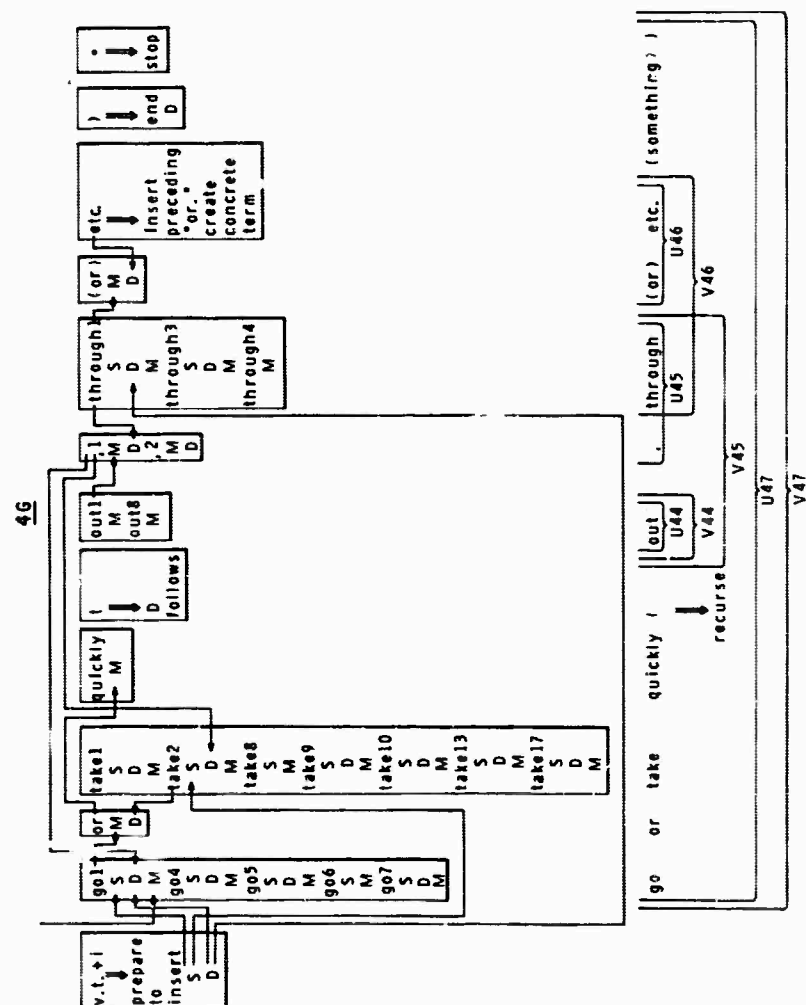 4G
v.t.+i
prepare
to
insert
S
D
go1
S
D
M
go4
S
D
M
go5
S
D
M
go6
S
M
go7
S
D
M
or
M
D
take1
S
D
M
take2
S
D
M
take8
S
M
take9
S
D
M
take10
S
D
M
take13
S
D
M
take17
S
D
M
quickly
M
(
D
follows
out1
M
out8
M
,1
M
D
,2
M
D
through1
S
D
M
through3
S
D
M
through4
M
(or)
M
D
etc.
Insert
preceding
"or."
create
concrete
term
)
end
D
.
stop
go or take quickly ( out , through (or) etc. (something) )
recurse
U44
V44
U45
V45
U46
V46
U47
V47